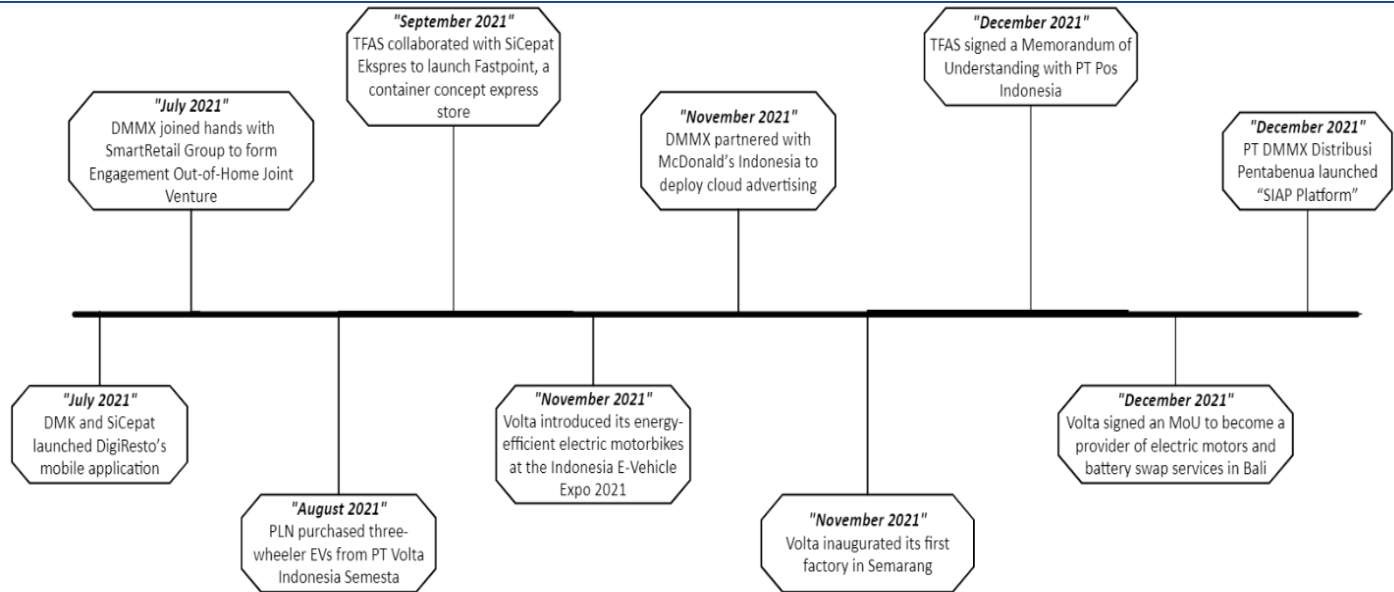 "July 2021"
DMK and SiCepat
launched DigiResto's
mobile application
"July 2021"
DMMX joined hands with
SmartRetail Group to form
Engagement Out-of-Home Joint
Venture
"August 2021"
PLN purchased three-
wheeler EVs from PT Volta
Indonesia Semesta
"September 2021"
TFAS collaborated with SiCepat
Ekspres to launch Fastpoint, a
container concept express
store
"November 2021"
Volta introduced its energy-
efficient electric motorbikes
at the Indonesia E-Vehicle
Expo 2021
"November 2021"
DMMX partnered with
McDonald's Indonesia to
deploy cloud advertising
"November 2021"
Volta inaugurated its first
factory in Semarang
"December 2021"
TFAS signed a Memorandum of
Understanding with PT Pos
Indonesia
"December 2021"
Volta signed an MoU to become a
provider of electric motors and
battery swap services in Bali
"December 2021"
PT DMMX Distribusi
Pentabenua launched
“SIAP Platform”